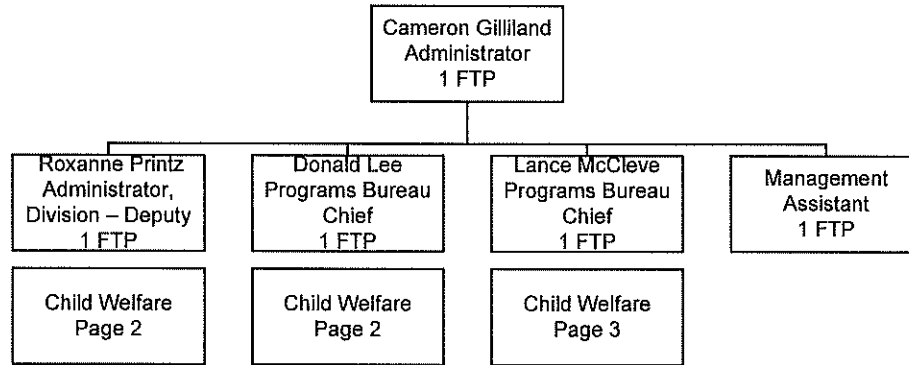 Cameron Gilliland
Administrator
1 FTP
Roxanne Printz
Administrator,
Division – Deputy
1 FTP
Donald Lee
Programs Bureau
Chief
1 FTP
Lance McCleve
Programs Bureau
Chief
1 FTP
Management
Assistant
1 FTP
Child Welfare
Page 2
Child Welfare
Page 2
Child Welfare
Page 3